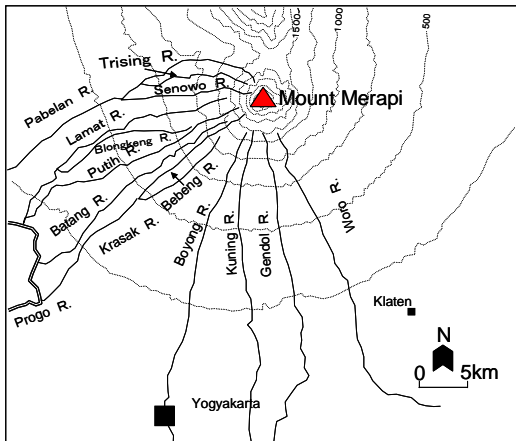 1500
1000
500
Trising R.
Senowo R.
Mount Merapi
Pabelan R.
Lamat R.
Blongkeng R.
Putih R.
Batang R.
Bebeng R.
Krasak R.
Boyong R.
Kuning R.
Gendol R.
Woro R.
Progo R.
Klaten
N
0 5km
Yogyakarta